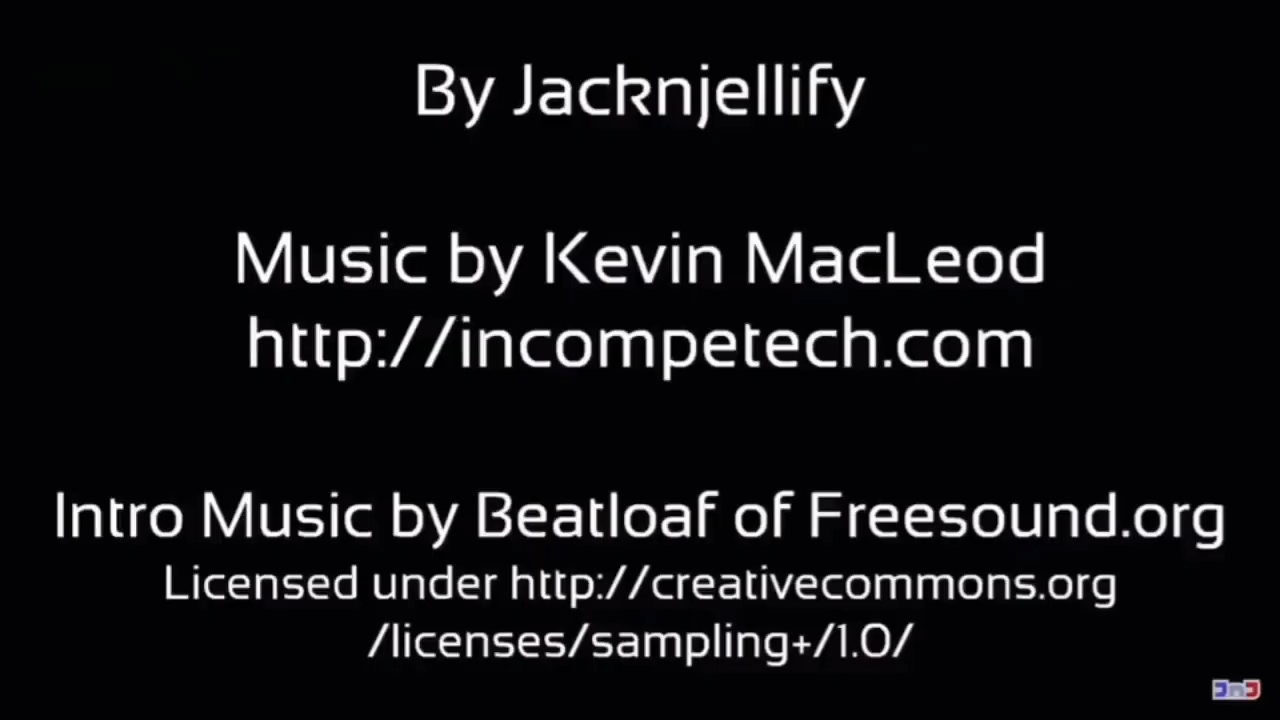 By Jacknjellify
Music by Kevin MacLeod
http://incompetech.com
Intro Music by Beatloaf of Freesound.org
Licensed under http://creativecommons.org
/licenses/sampling+/1.0/
JnJ